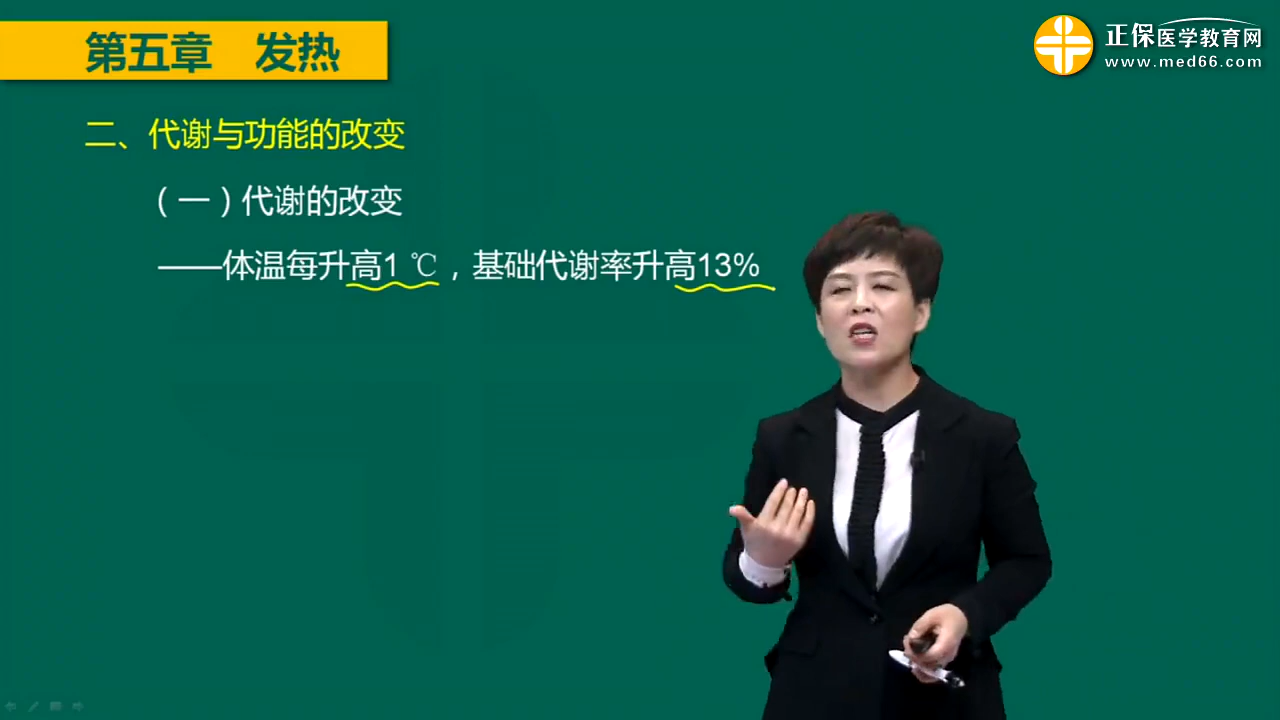 第五章 发热
正保医学教育网
www.med66.com
二、代谢与功能的改变
（一）代谢的改变
——体温每升高1 ℃，基础代谢率升高13%